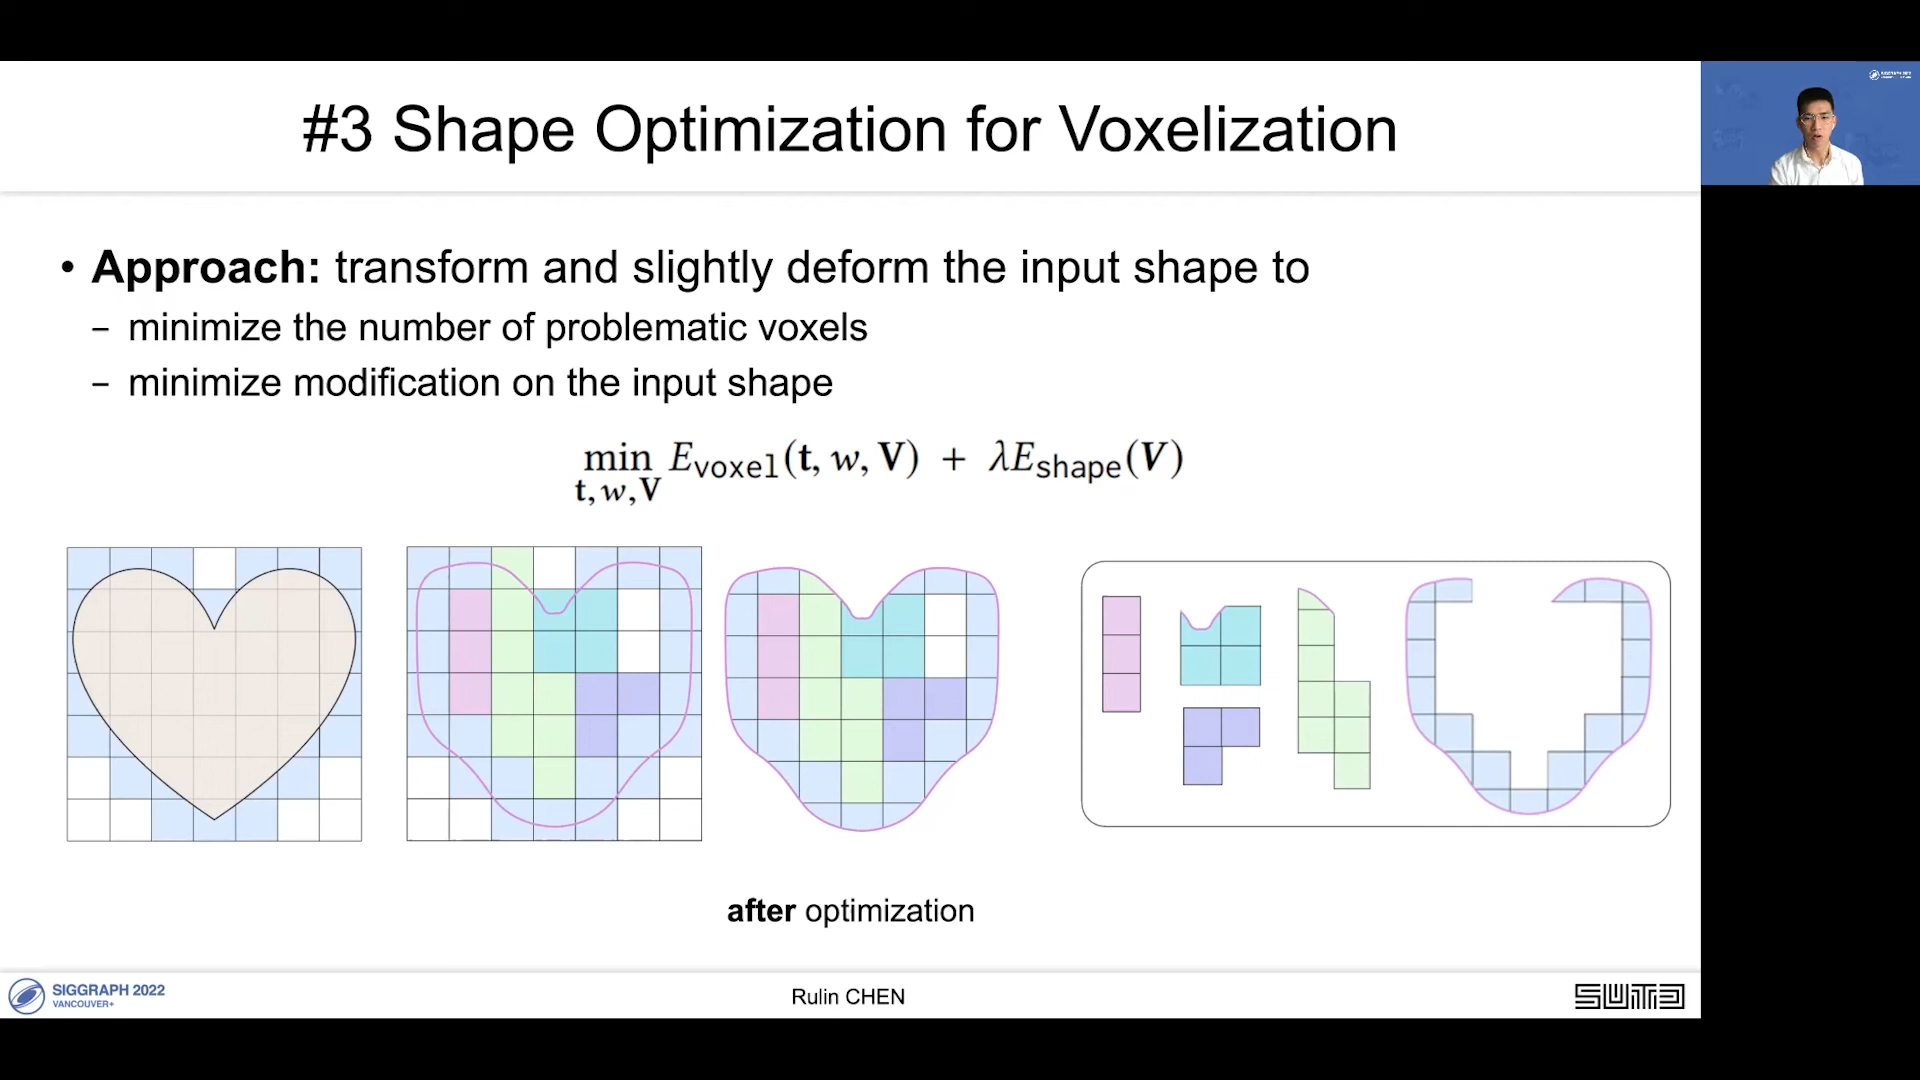 #3 Shape Optimization for Voxelization
• Approach: transform and slightly deform the input shape to
– minimize the number of problematic voxels
– minimize modification on the input shape
min E_voxel(t, w, V) + λE_shape(V)
t, w, V
after optimization
SIGGRAPH 2022
VANCOUVER+
Rulin CHEN
SUTD